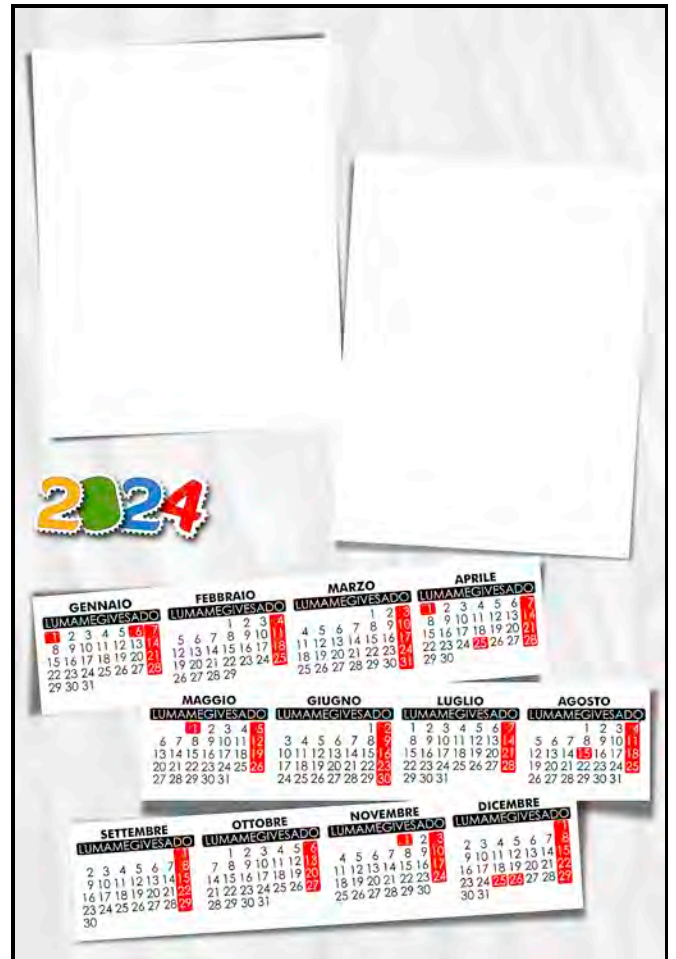 2024
GENNAIO
LUMAMEGIVESADO
1 2 3 4 5 6 7
8 9 10 11 12 13 14
15 16 17 18 19 20 21
22 23 24 25 26 27 28
29 30 31
FEBBRAIO
LUMAMEGIVESADO
1 2 3 4
5 6 7 8 9 10 11
12 13 14 15 16 17 18
19 20 21 22 23 24 25
26 27 28 29
MARZO
LUMAMEGIVESADO
1 2 3
4 5 6 7 8 9 10
11 12 13 14 15 16 17
18 19 20 21 22 23 24
25 26 27 28 29 30 31
APRILE
LUMAMEGIVESADO
1 2 3 4 5 6 7
8 9 10 11 12 13 14
15 16 17 18 19 20 21
22 23 24 25 26 27 28
29 30
MAGGIO
LUMAMEGIVESADO
1 2 3 4 5
6 7 8 9 10 11 12
13 14 15 16 17 18 19
20 21 22 23 24 25 26
27 28 29 30 31
GIUGNO
LUMAMEGIVESADO
1 2
3 4 5 6 7 8 9
10 11 12 13 14 15 16
17 18 19 20 21 22 23
24 25 26 27 28 29 30
LUGLIO
LUMAMEGIVESADO
1 2 3 4 5 6 7
8 9 10 11 12 13 14
15 16 17 18 19 20 21
22 23 24 25 26 27 28
29 30 31
AGOSTO
LUMAMEGIVESADO
1 2 3 4
5 6 7 8 9 10 11
12 13 14 15 16 17 18
19 20 21 22 23 24 25
26 27 28 29 30 31
SETTEMBRE
LUMAMEGIVESADO
1
2 3 4 5 6 7 8
9 10 11 12 13 14 15
16 17 18 19 20 21 22
23 24 25 26 27 28 29
30
OTTOBRE
LUMAMEGIVESADO
1 2 3 4 5 6
7 8 9 10 11 12 13
14 15 16 17 18 19 20
21 22 23 24 25 26 27
28 29 30 31
NOVEMBRE
LUMAMEGIVESADO
1 2 3
4 5 6 7 8 9 10
11 12 13 14 15 16 17
18 19 20 21 22 23 24
25 26 27 28 29 30
DICEMBRE
LUMAMEGIVESADO
1
2 3 4 5 6 7 8
9 10 11 12 13 14 15
16 17 18 19 20 21 22
23 24 25 26 27 28 29
30 31